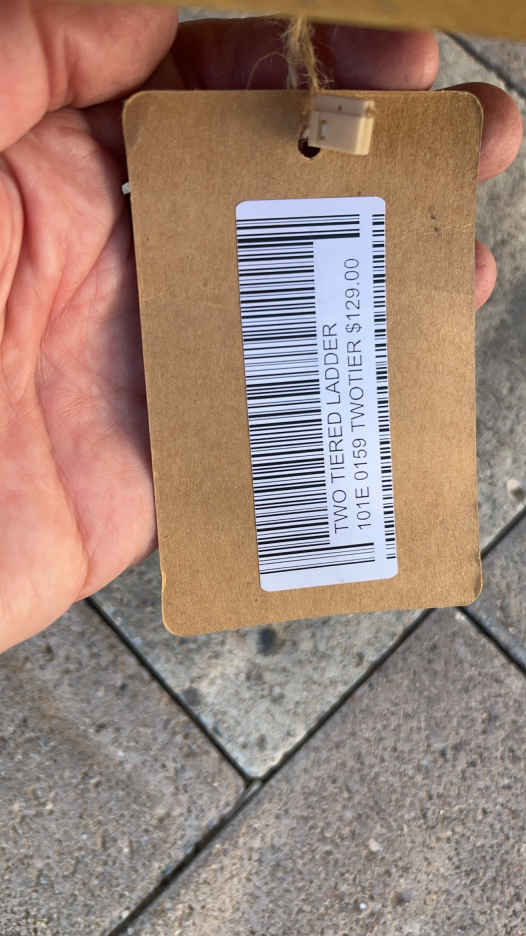 TWO TIERED LADDER
101E 0159 TWOTIER $129.00